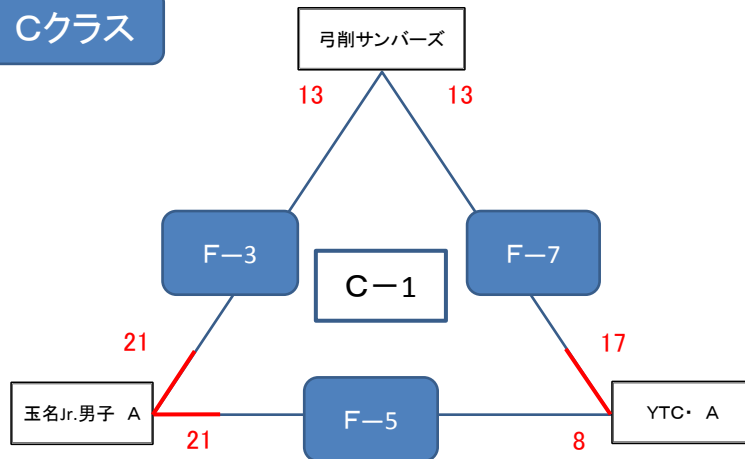 Cクラス
弓削サンバーズ
13
13
F－3
F－7
C－1
21
17
玉名Jr.男子 A
F－5
YTC・ A
21
8